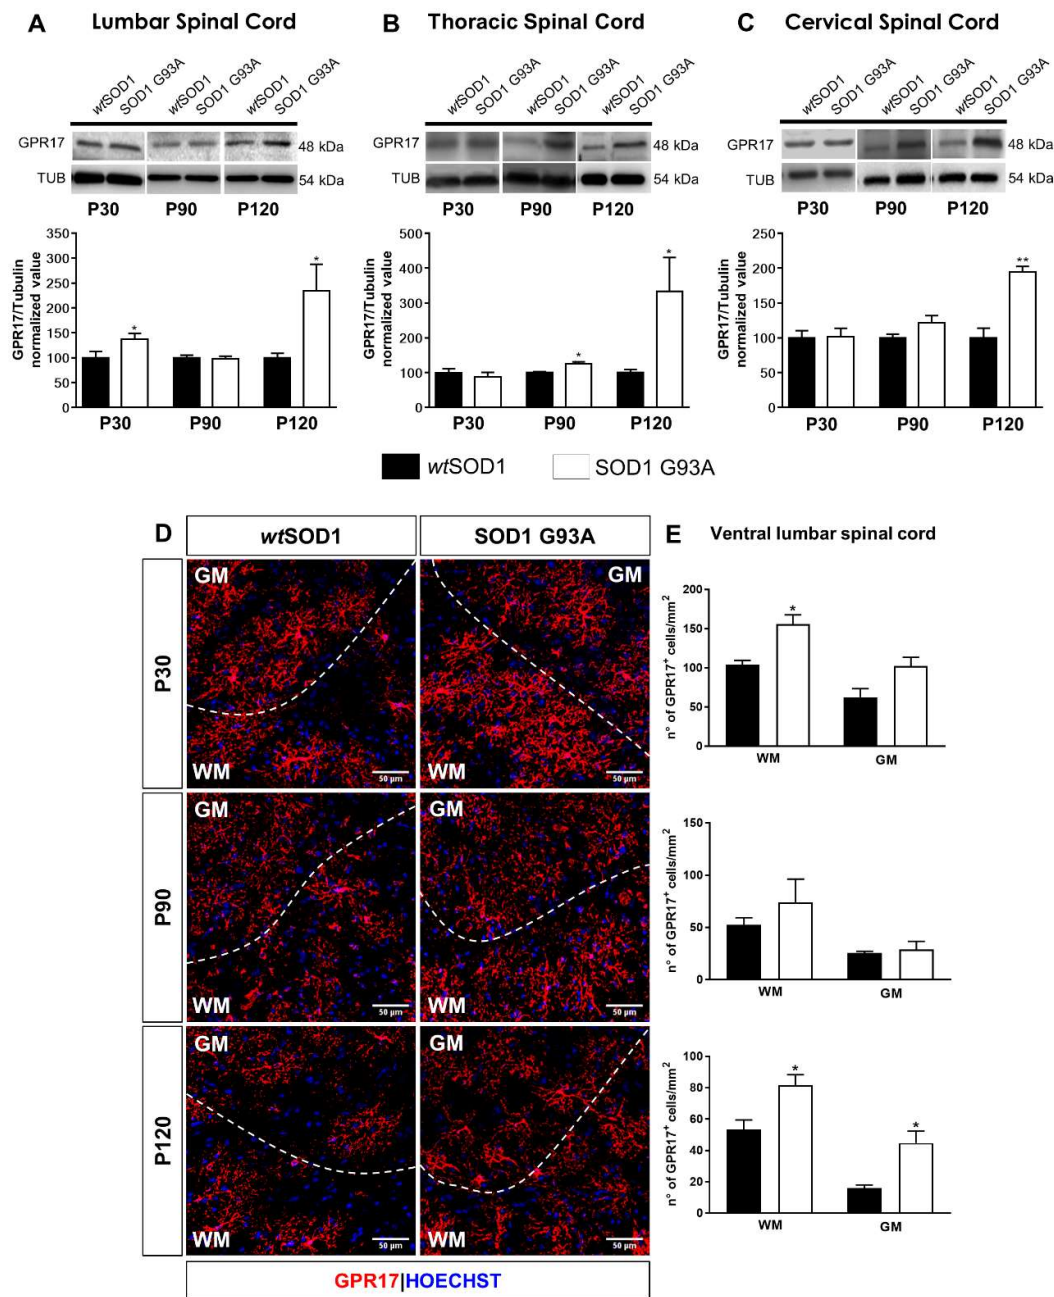 A Lumbar Spinal Cord
wtSOD1 SOD1 G93A wtSOD1 SOD1 G93A wtSOD1 SOD1 G93A
GPR17 48 kDa
TUB 54 kDa
P30 P90 P120
GPR17/Tubulin
normalized value
350
300
250
200
150
100
50
0
* *
P30 P90 P120
B Thoracic Spinal Cord
wtSOD1 SOD1 G93A wtSOD1 SOD1 G93A wtSOD1 SOD1 G93A
GPR17 48 kDa
TUB 54 kDa
P30 P90 P120
GPR17/Tubulin
normalized value
500
400
300
200
100
0
* *
P30 P90 P120
C Cervical Spinal Cord
wtSOD1 SOD1 G93A wtSOD1 SOD1 G93A wtSOD1 SOD1 G93A
GPR17 48 kDa
TUB 54 kDa
P30 P90 P120
GPR17/Tubulin
normalized value
250
200
150
100
50
0
**
P30 P90 P120
wtSOD1 SOD1 G93A
D wtSOD1 SOD1 G93A
P30
GM GM
WM WM
50 µm 50 µm
P90
GM GM
WM WM
50 µm 50 µm
P120
GM GM
WM WM
50 µm 50 µm
GPR17|HOECHST
E Ventral lumbar spinal cord
n° of GPR17+ cells/mm2
200
150
100
50
0
*
WM GM
n° of GPR17+ cells/mm2
150
100
50
0
WM GM
n° of GPR17+ cells/mm2
80
60
40
20
0
100
* *
WM GM